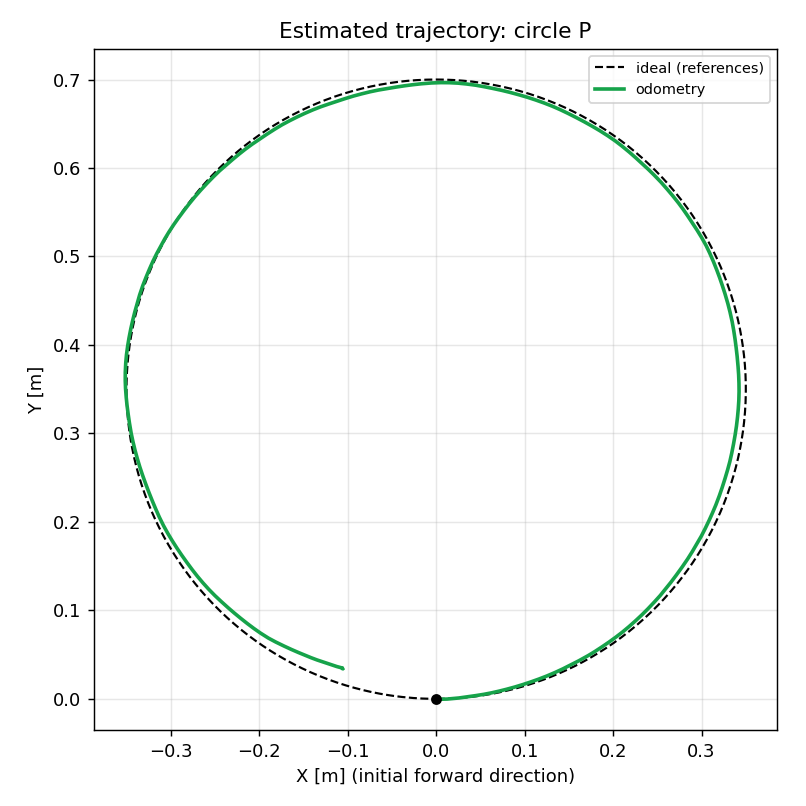 Estimated trajectory: circle P
ideal (references)
odometry
0.7
0.6
0.5
0.4
0.3
0.2
0.1
0.0
Y [m]
−0.3 −0.2 −0.1 0.0 0.1 0.2 0.3
X [m] (initial forward direction)